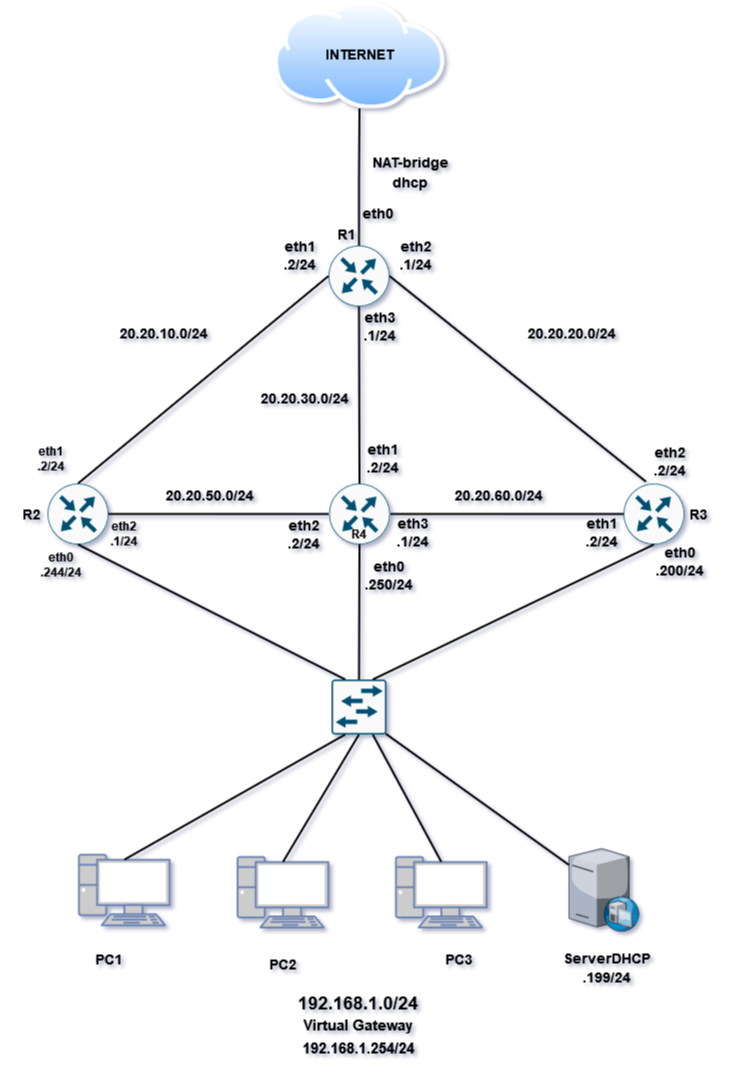 INTERNET
NAT-bridge
dhcp
eth0
R1
eth1
.2/24
eth2
.1/24
eth3
.1/24
20.20.10.0/24
20.20.20.0/24
20.20.30.0/24
eth1
.2/24
eth1
.2/24
eth2
.2/24
20.20.50.0/24
20.20.60.0/24
R2
R4
R3
eth2
.1/24
eth2
.2/24
eth3
.1/24
eth1
.2/24
eth0
.244/24
eth0
.250/24
eth0
.200/24
PC1
PC2
PC3
ServerDHCP
.199/24
192.168.1.0/24
Virtual Gateway
192.168.1.254/24